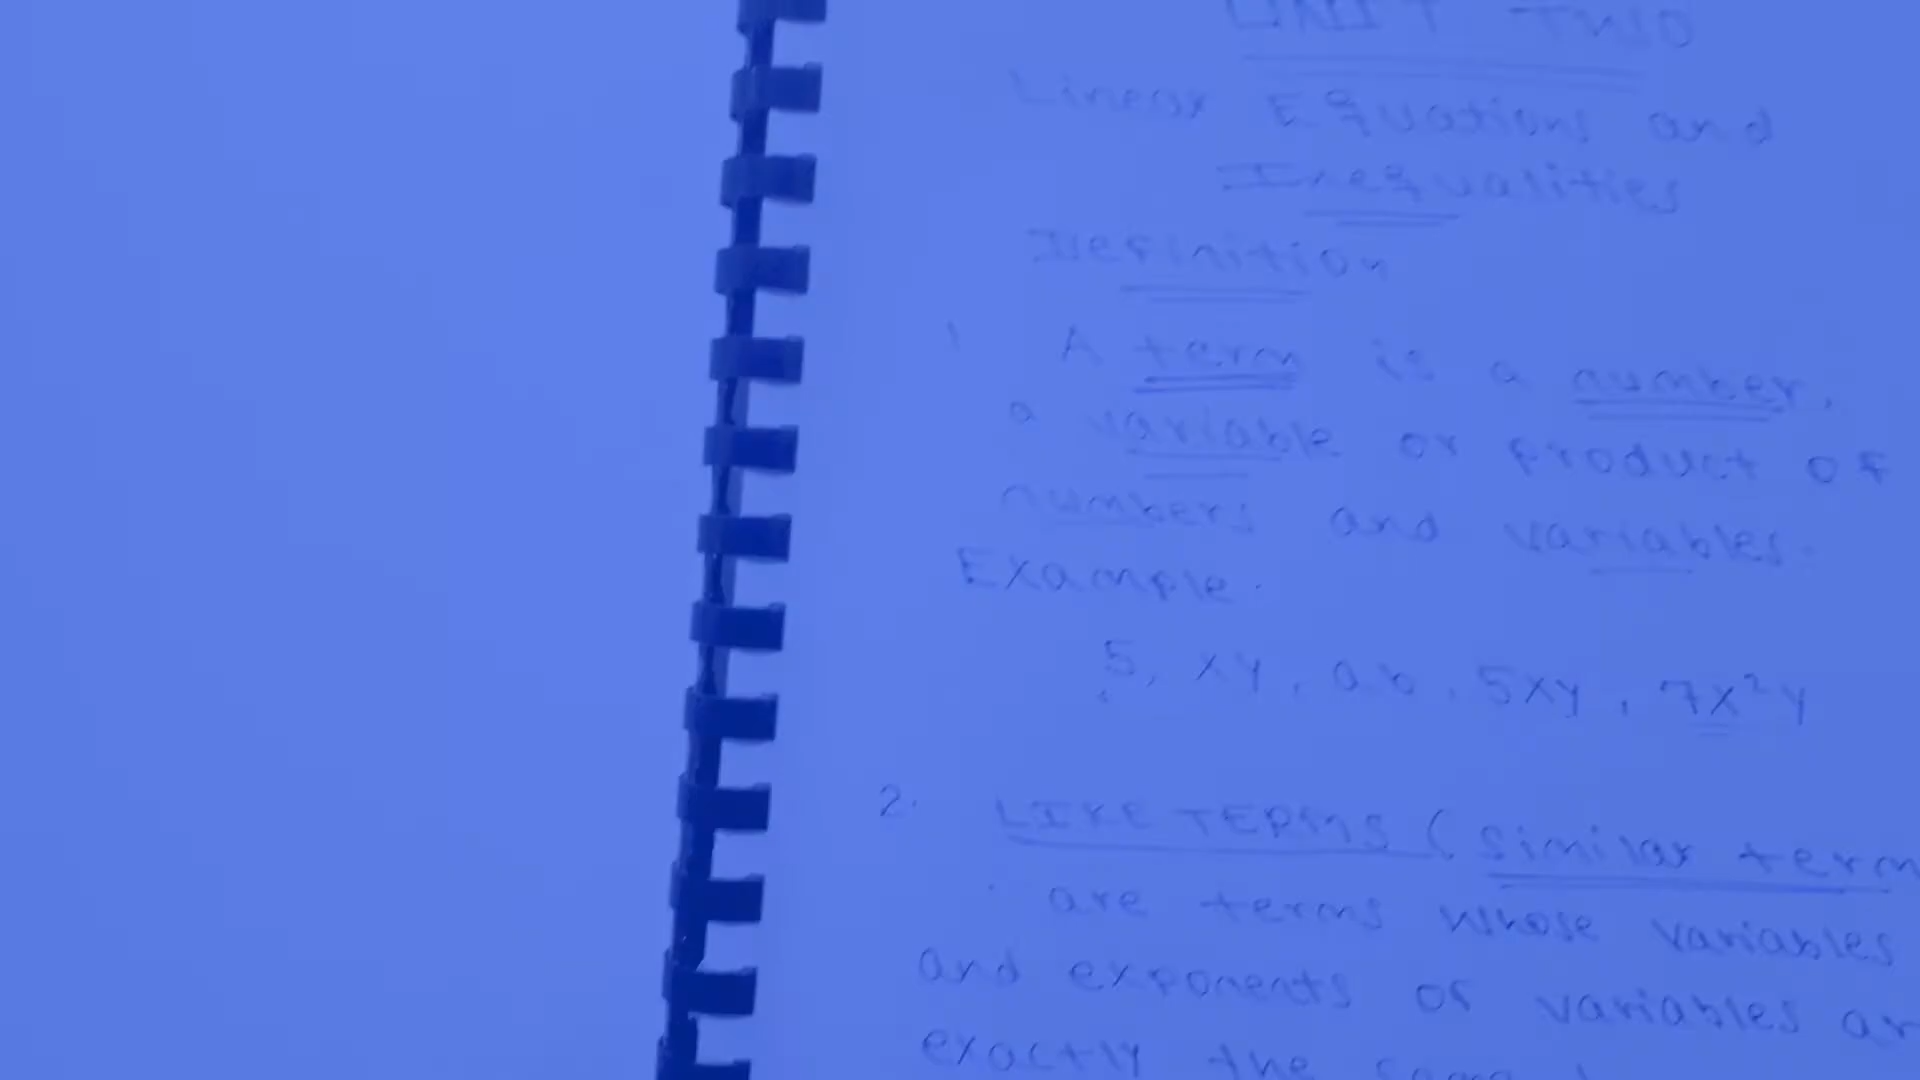 UNIT TWO
Linear Equations and
Inequalities
Definition
1 A term is a number,
a variable or product of
numbers and variables.
Example.
5, xy, ab, 5xy, 7x²y
2. LIKE TERMS (similar term
are terms whose variables
and exponents of variables ar
exactly the same